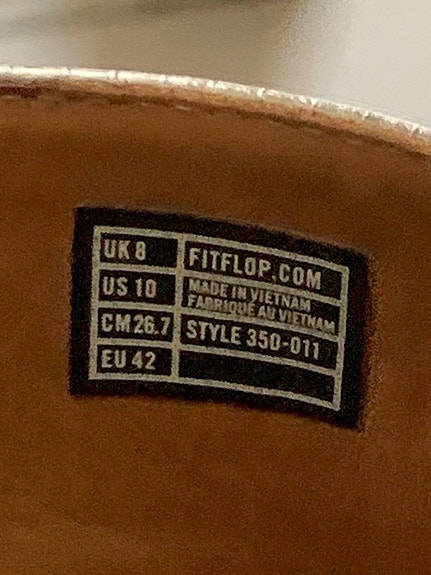 UK 8
US 10
CM 26.7
EU 42
FITFLOP.COM
MADE IN VIETNAM
FABRIQUÉ AU VIETNAM
STYLE 350-011